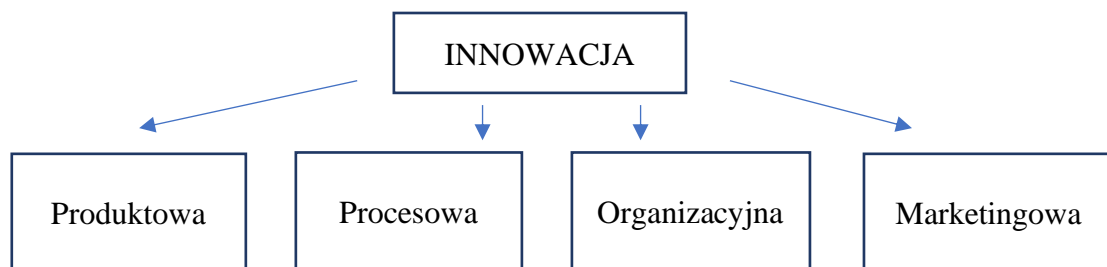 INNOWACJA
Produktowa
Procesowa
Organizacyjna
Marketingowa